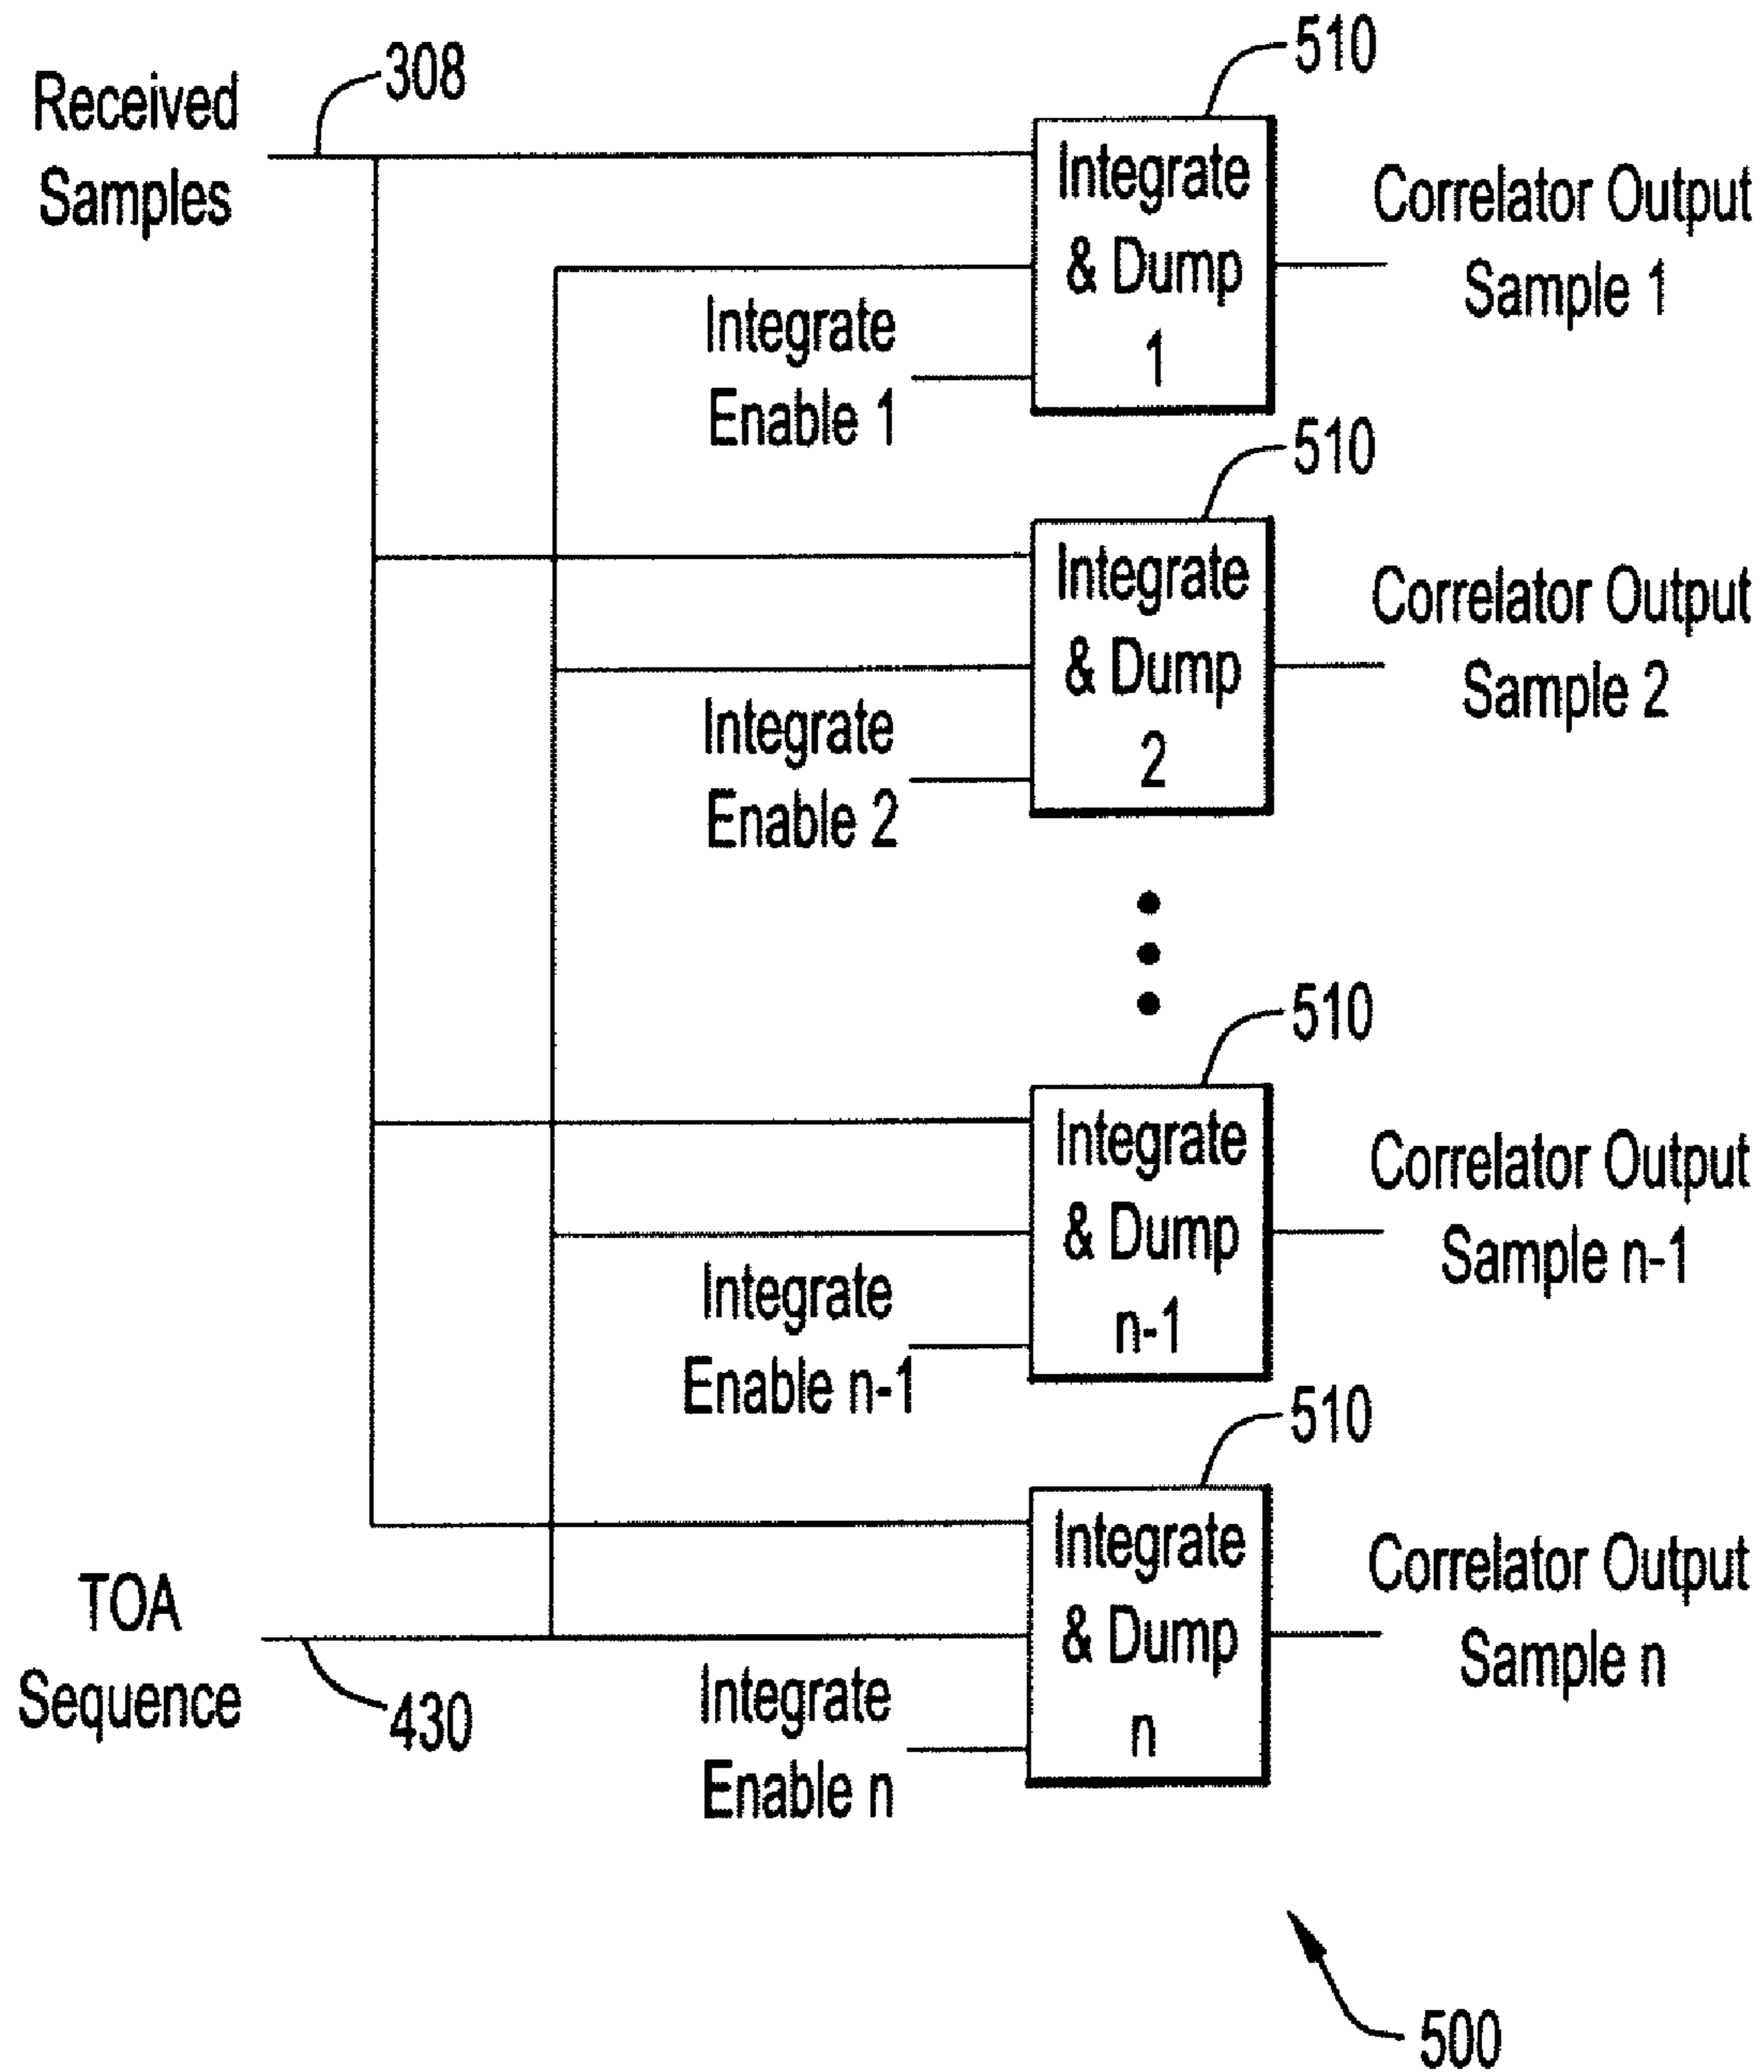 510
308
Received
Samples
Integrate
& Dump
1
Correlator Output
Sample 1
Integrate
Enable 1
510
Integrate
& Dump
2
Correlator Output
Sample 2
Integrate
Enable 2
510
Integrate
& Dump
n-1
Correlator Output
Sample n-1
Integrate
Enable n-1
510
Integrate
& Dump
n
Correlator Output
Sample n
TOA
Sequence
430
Integrate
Enable n
500